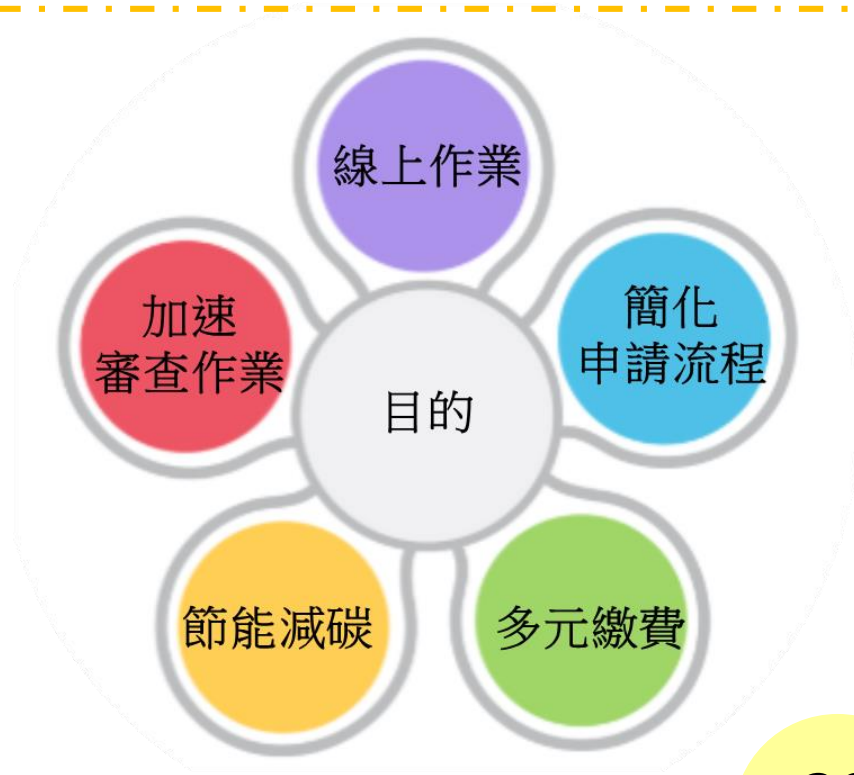 線上作業
簡化
申請流程
多元繳費
節能減碳
加速
審查作業
目的